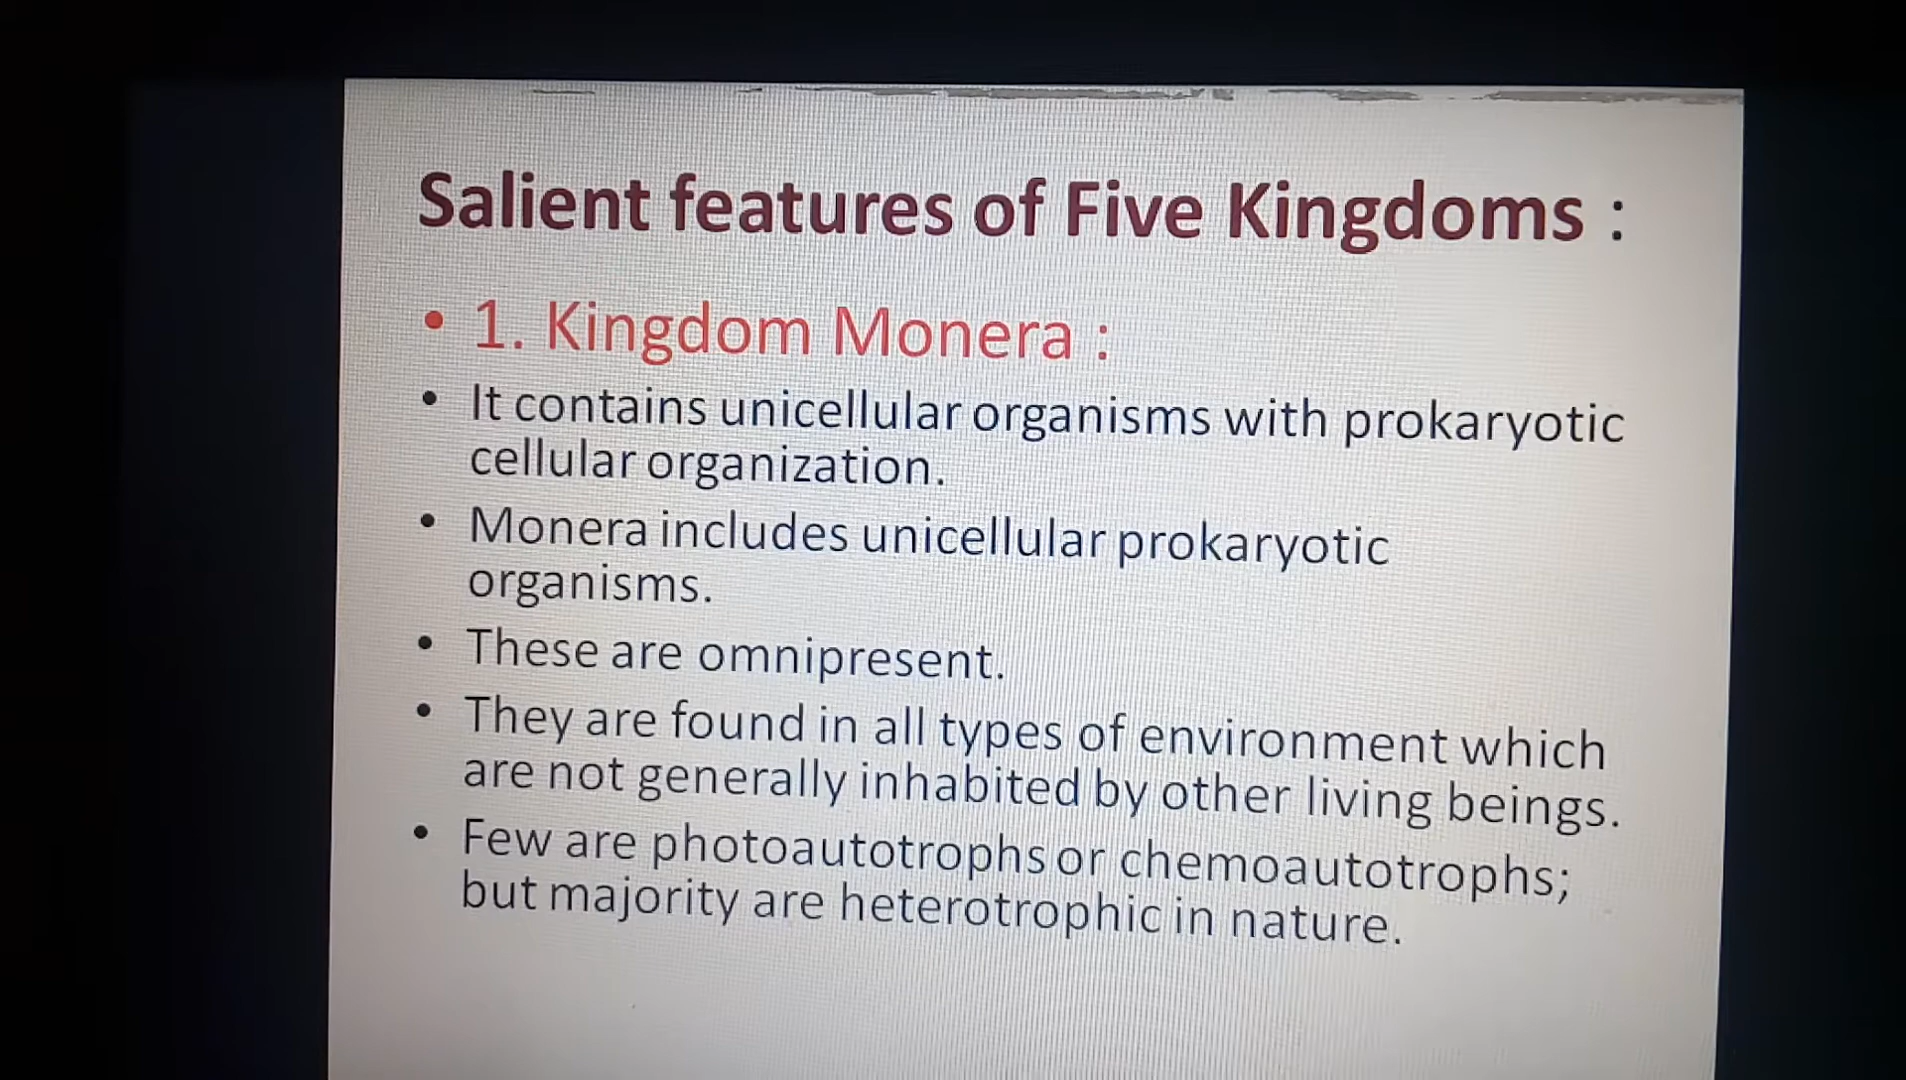 Salient features of Five Kingdoms :
• 1. Kingdom Monera :
• It contains unicellular organisms with prokaryotic
cellular organization.
• Monera includes unicellular prokaryotic
organisms.
• These are omnipresent.
• They are found in all types of environment which
are not generally inhabited by other living beings.
• Few are photoautotrophs or chemoautotrophs;
but majority are heterotrophic in nature.